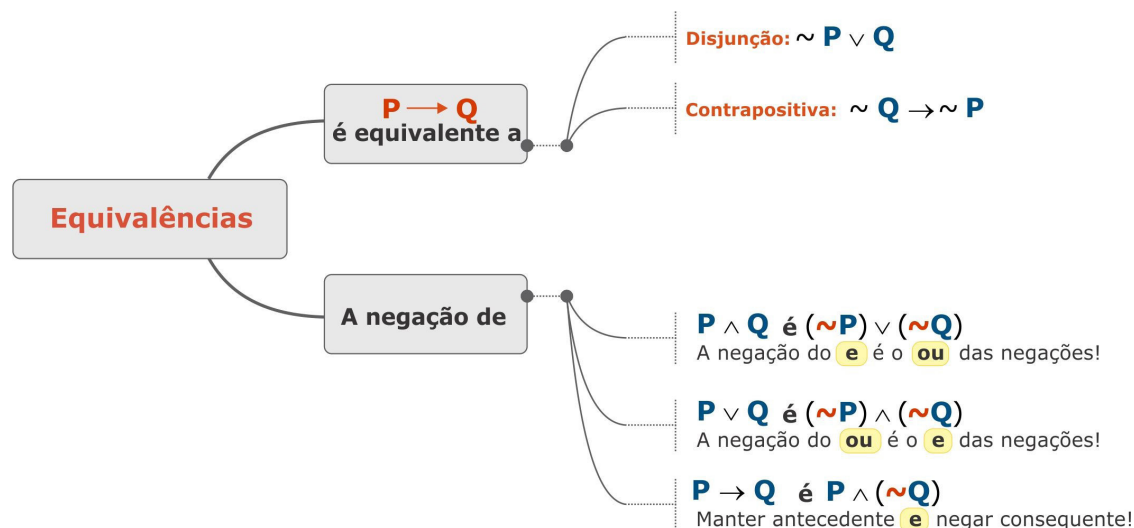 Equivalências
P → Q
é equivalente a
Disjunção: ~ P ∨ Q
Contrapositiva: ~ Q → ~ P
A negação de
P ∧ Q é (~P) ∨ (~Q)
A negação do e é o ou das negações!
P ∨ Q é (~P) ∧ (~Q)
A negação do ou é o e das negações!
P → Q é P ∧ (~Q)
Manter antecedente e negar consequente!